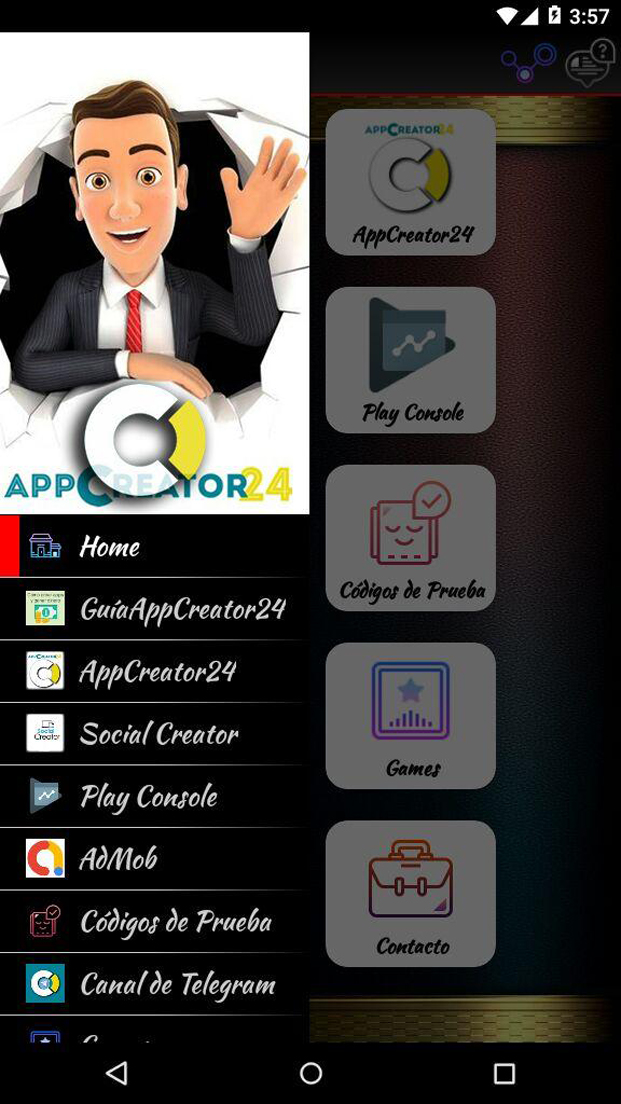 3:57
APPCREATOR24
Home
GuíaAppCreator24
AppCreator24
Social Creator
Play Console
AdMob
Códigos de Prueba
Canal de Telegram
APPCREATOR24
AppCreator24
Play Console
Códigos de Prueba
Games
Contacto